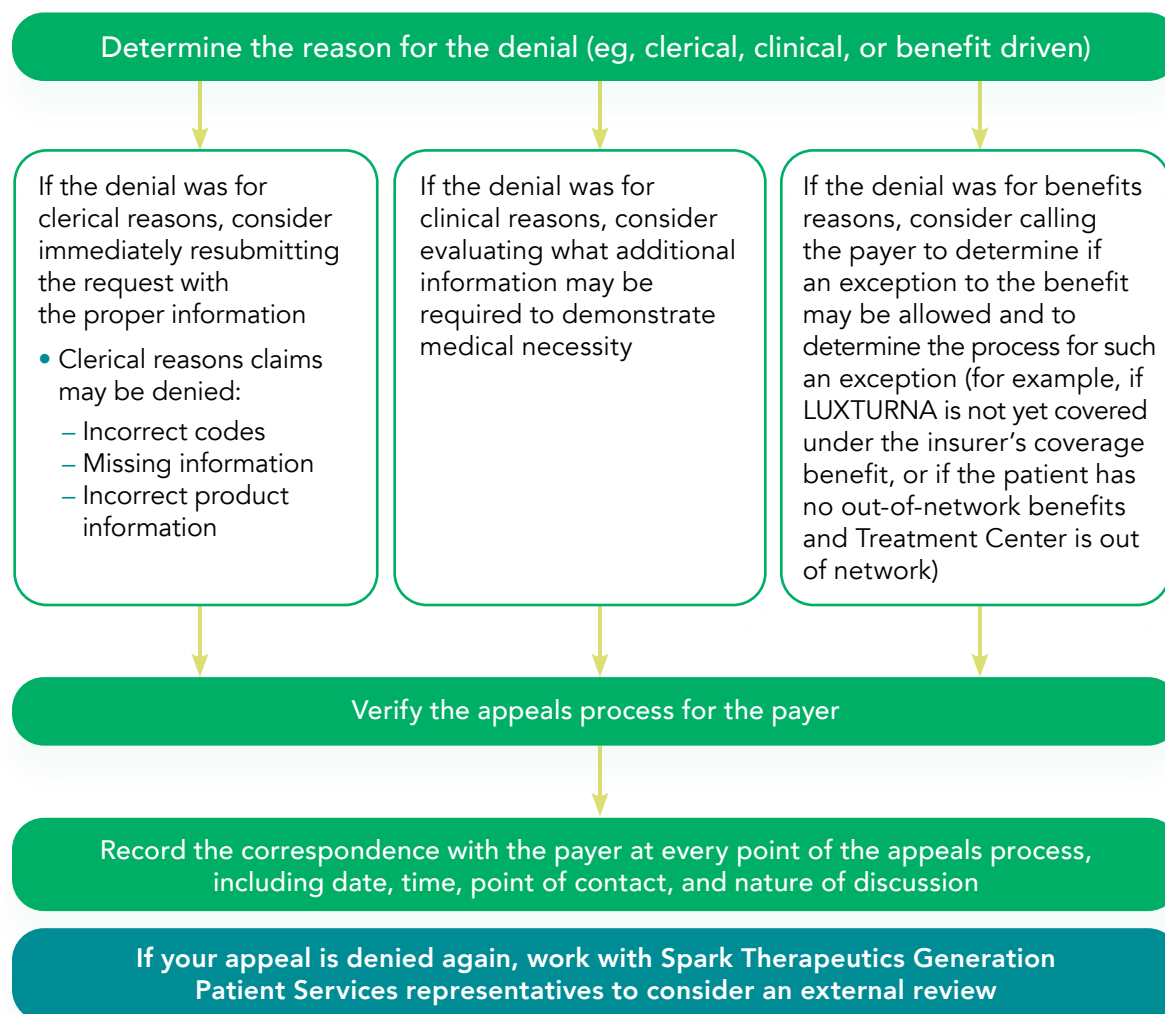 Determine the reason for the denial (eg, clerical, clinical, or benefit driven)
If the denial was for
clerical reasons, consider
immediately resubmitting
the request with
the proper information
• Clerical reasons claims
may be denied:
– Incorrect codes
– Missing information
– Incorrect product
information
If the denial was for
clinical reasons, consider
evaluating what additional
information may be
required to demonstrate
medical necessity
If the denial was for benefits
reasons, consider calling
the payer to determine if
an exception to the benefit
may be allowed and to
determine the process for such
an exception (for example, if
LUXTURNA is not yet covered
under the insurer’s coverage
benefit, or if the patient has
no out-of-network benefits
and Treatment Center is out
of network)
Verify the appeals process for the payer
Record the correspondence with the payer at every point of the appeals process,
including date, time, point of contact, and nature of discussion
If your appeal is denied again, work with Spark Therapeutics Generation
Patient Services representatives to consider an external review